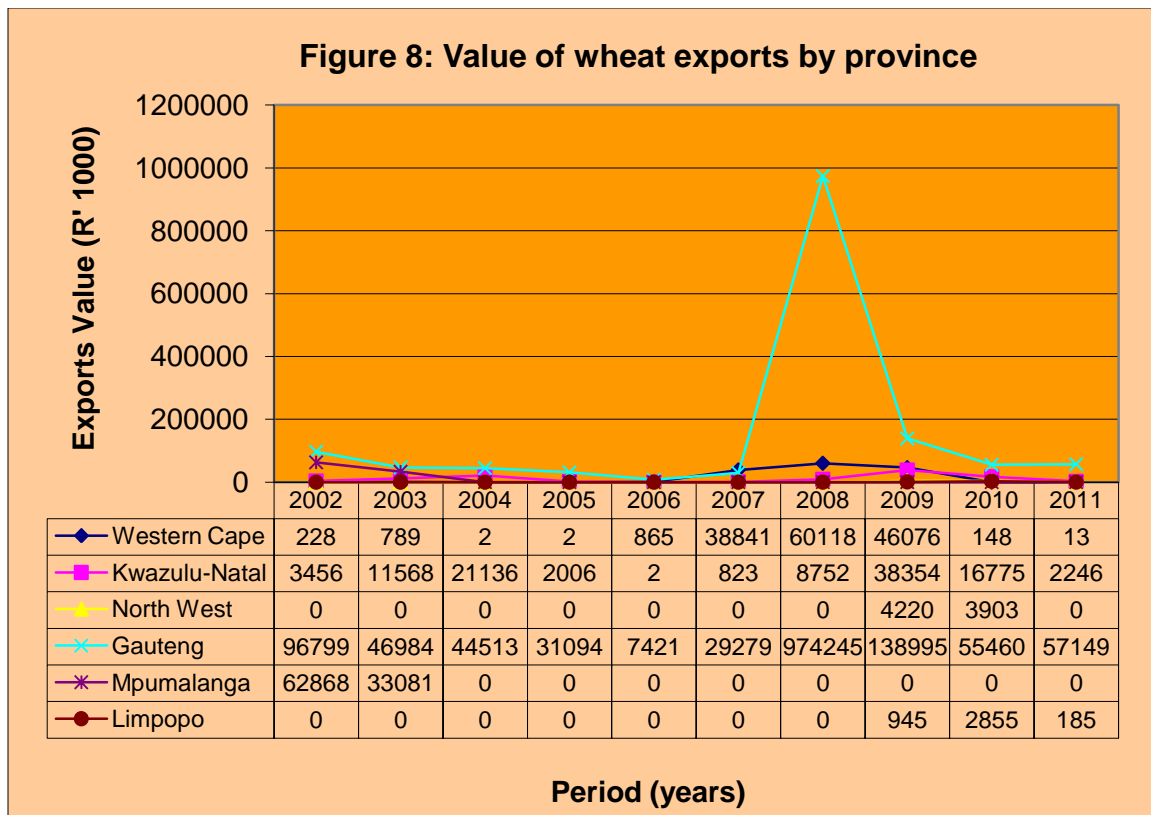 Figure 8: Value of wheat exports by province
Exports Value (R' 1000)
1200000
1000000
800000
600000
400000
200000
0
2002 2003 2004 2005 2006 2007 2008 2009 2010 2011
Western Cape 228 789 2 2 865 38841 60118 46076 148 13
Kwazulu-Natal 3456 11568 21136 2006 2 823 8752 38354 16775 2246
North West 0 0 0 0 0 0 0 4220 3903 0
Gauteng 96799 46984 44513 31094 7421 29279 974245 138995 55460 57149
Mpumalanga 62868 33081 0 0 0 0 0 0 0 0
Limpopo 0 0 0 0 0 0 0 945 2855 185
Period (years)